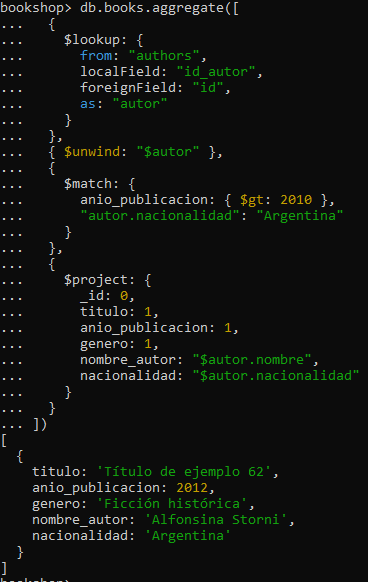 bookshop> db.books.aggregate([
...   {
...     $lookup: {
...       from: "authors",
...       localField: "id_autor",
...       foreignField: "id",
...       as: "autor"
...     }
...   },
...   { $unwind: "$autor" },
...   {
...     $match: {
...       anio_publicacion: { $gt: 2010 },
...       "autor.nacionalidad": "Argentina"
...     }
...   },
...   {
...     $project: {
...       _id: 0,
...       titulo: 1,
...       anio_publicacion: 1,
...       genero: 1,
...       nombre_autor: "$autor.nombre",
...       nacionalidad: "$autor.nacionalidad"
...     }
...   }
... ])
[
  {
    titulo: 'Título de ejemplo 62',
    anio_publicacion: 2012,
    genero: 'Ficción histórica',
    nombre_autor: 'Alfonsina Storni',
    nacionalidad: 'Argentina'
  }
]
bookshop>